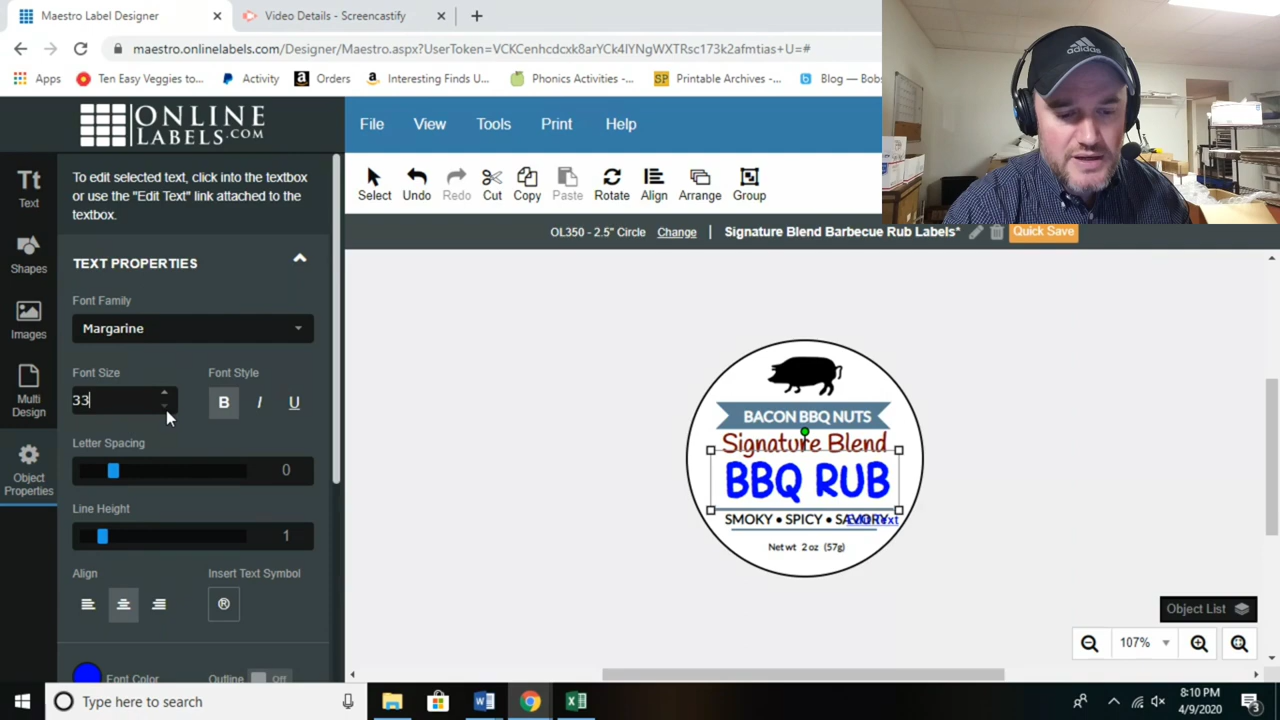 Maestro Label Designer
Video Details - Screencastify
maestro.onlinelabels.com/Designer/Maestro.aspx?UserToken=VCKCenhcdcxk8arYCk4IYNgWXTRsc173k2afmtias+U=#
Apps
Ten Easy Veggies to...
Activity
Orders
Interesting Finds U...
Phonics Activities -...
SP
Printable Archives -...
Blog — Bobs
adidas
ONLINE
LABELS.COM
File
View
Tools
Print
Help
Select
Undo
Redo
Cut
Copy
Paste
Rotate
Align
Arrange
Group
OL350 - 2.5" Circle
Change
Signature Blend Barbecue Rub Labels*
Quick Save
Tt
Text
Shapes
Images
Multi
Design
Object
Properties
To edit selected text, click into the textbox
or use the "Edit Text" link attached to the
textbox.
TEXT PROPERTIES
Font Family
Margarine
Font Size
Font Style
33
B
I
U
Letter Spacing
0
Line Height
1
Align
Insert Text Symbol
®
Font Color
Outline
Off
BACON BBQ NUTS
Signature Blend
BBQ RUB
SMOKY • SPICY • SAVORY
Edit Text
Net wt 2 oz (57g)
Object List
107%
Type here to search
8:10 PM
4/9/2020
3